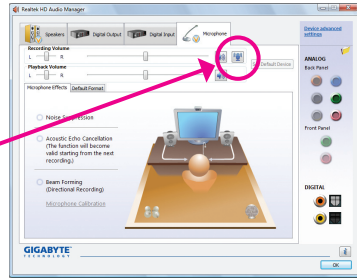 Realtek HD Audio Manager
Speakers
Digital Output
Digital Input
Microphone
Device advanced
settings
Recording Volume
L
R
Default Device
Playback Volume
L
R
ANALOG
Back Panel
Microphone Effects
Default Format
Noise Suppression
Acoustic Echo Cancellation
(The function will become
valid starting from the next
recording.)
Beam Forming
(Directional Recording)
Microphone Calibration
Front Panel
DIGITAL
GIGABYTE
TECHNOLOGY
i
OK